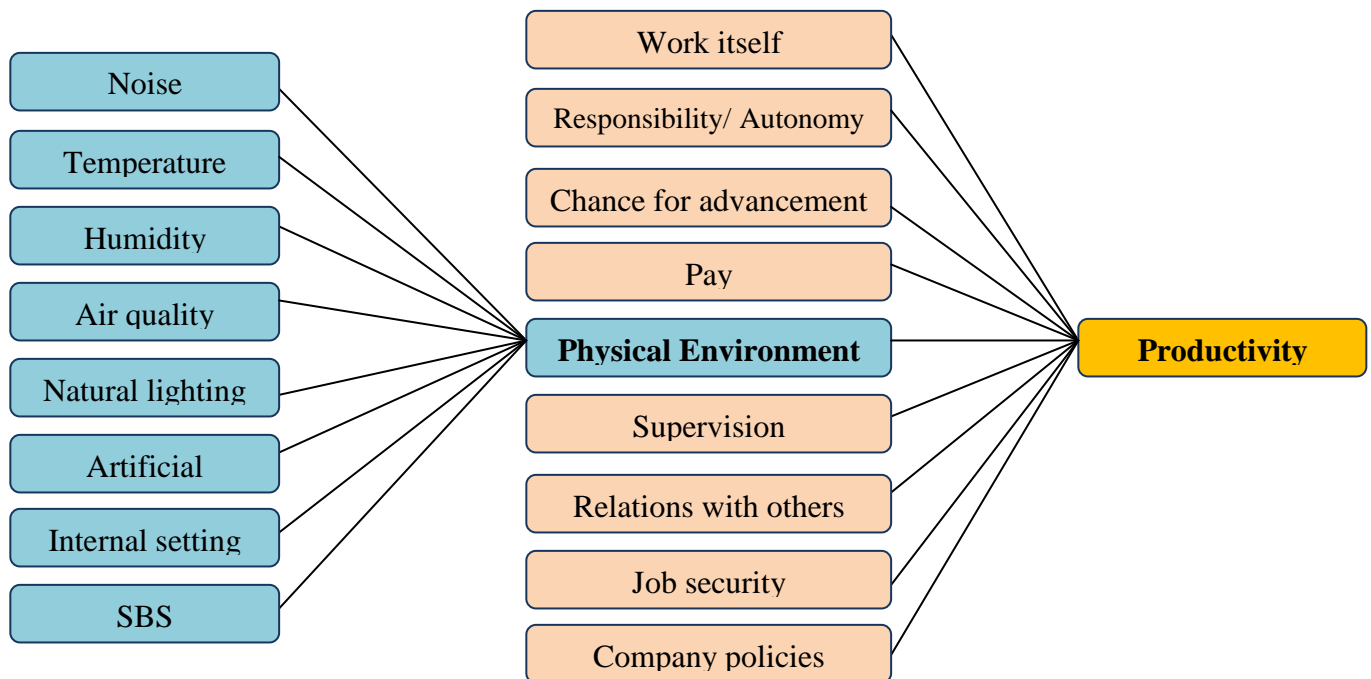 Noise
Temperature
Humidity
Air quality
Natural lighting
Artificial
Internal setting
SBS
Work itself
Responsibility/ Autonomy
Chance for advancement
Pay
Physical Environment
Supervision
Relations with others
Job security
Company policies
Productivity